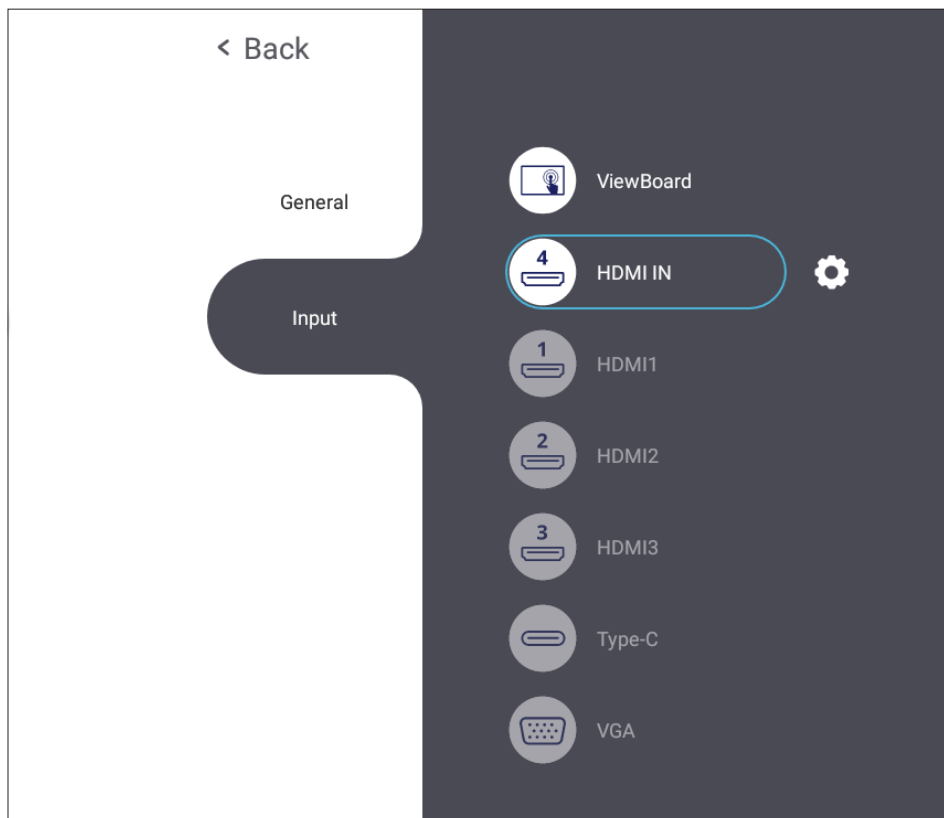 < Back
General
Input
ViewBoard
4
HDMI IN
1
HDMI1
2
HDMI2
3
HDMI3
Type-C
VGA